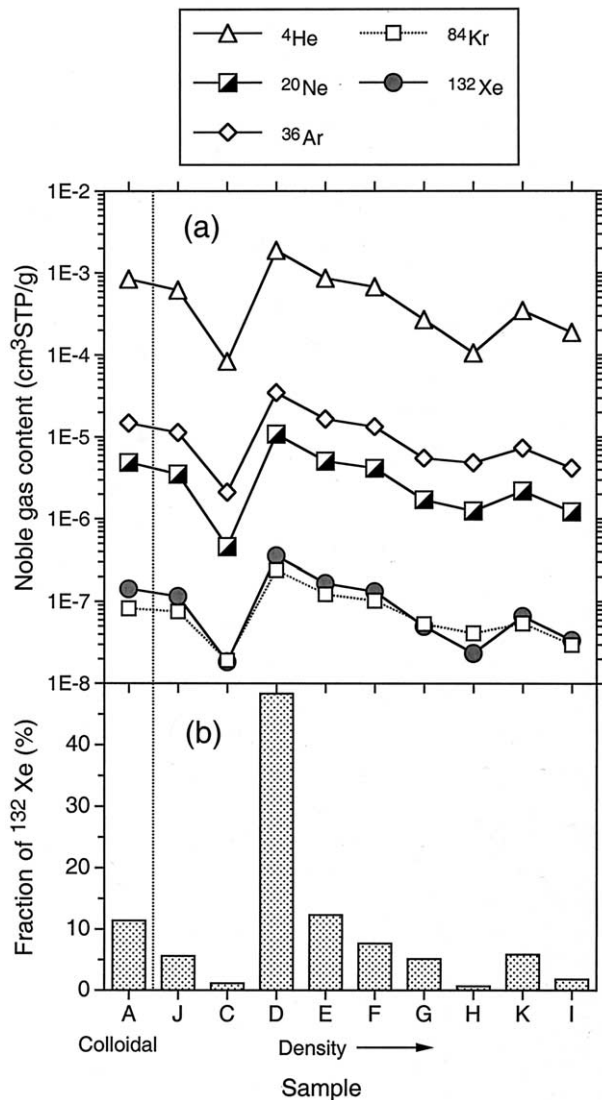 ⁴He ⁸⁴Kr
²⁰Ne ¹³²Xe
³⁶Ar
(a)
Noble gas content (cm³STP/g)
1E-2
1E-3
1E-4
1E-5
1E-6
1E-7
1E-8
(b)
Fraction of ¹³² Xe (%)
40
30
20
10
0
A J C D E F G H K I
Colloidal Density
Sample